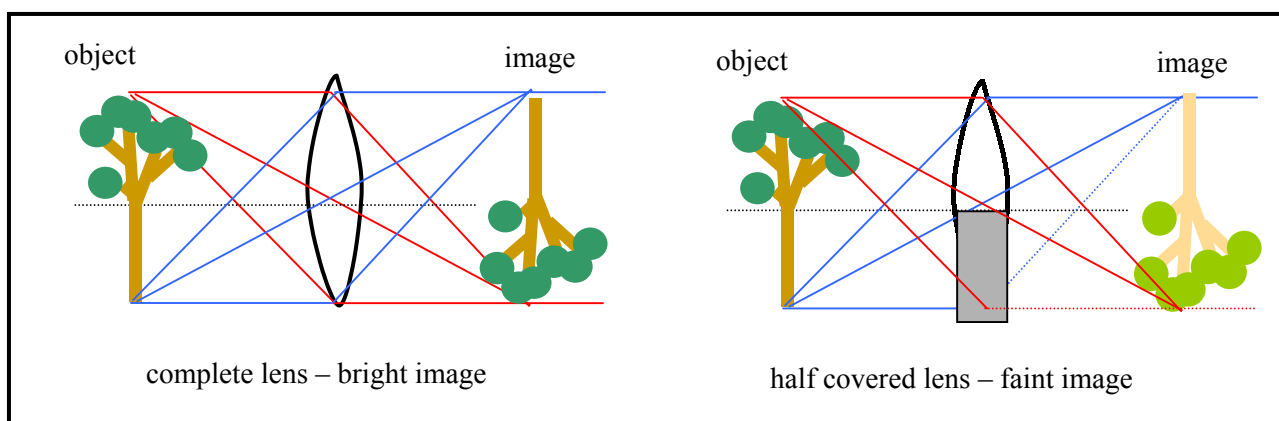 object
image
complete lens – bright image
object
image
half covered lens – faint image